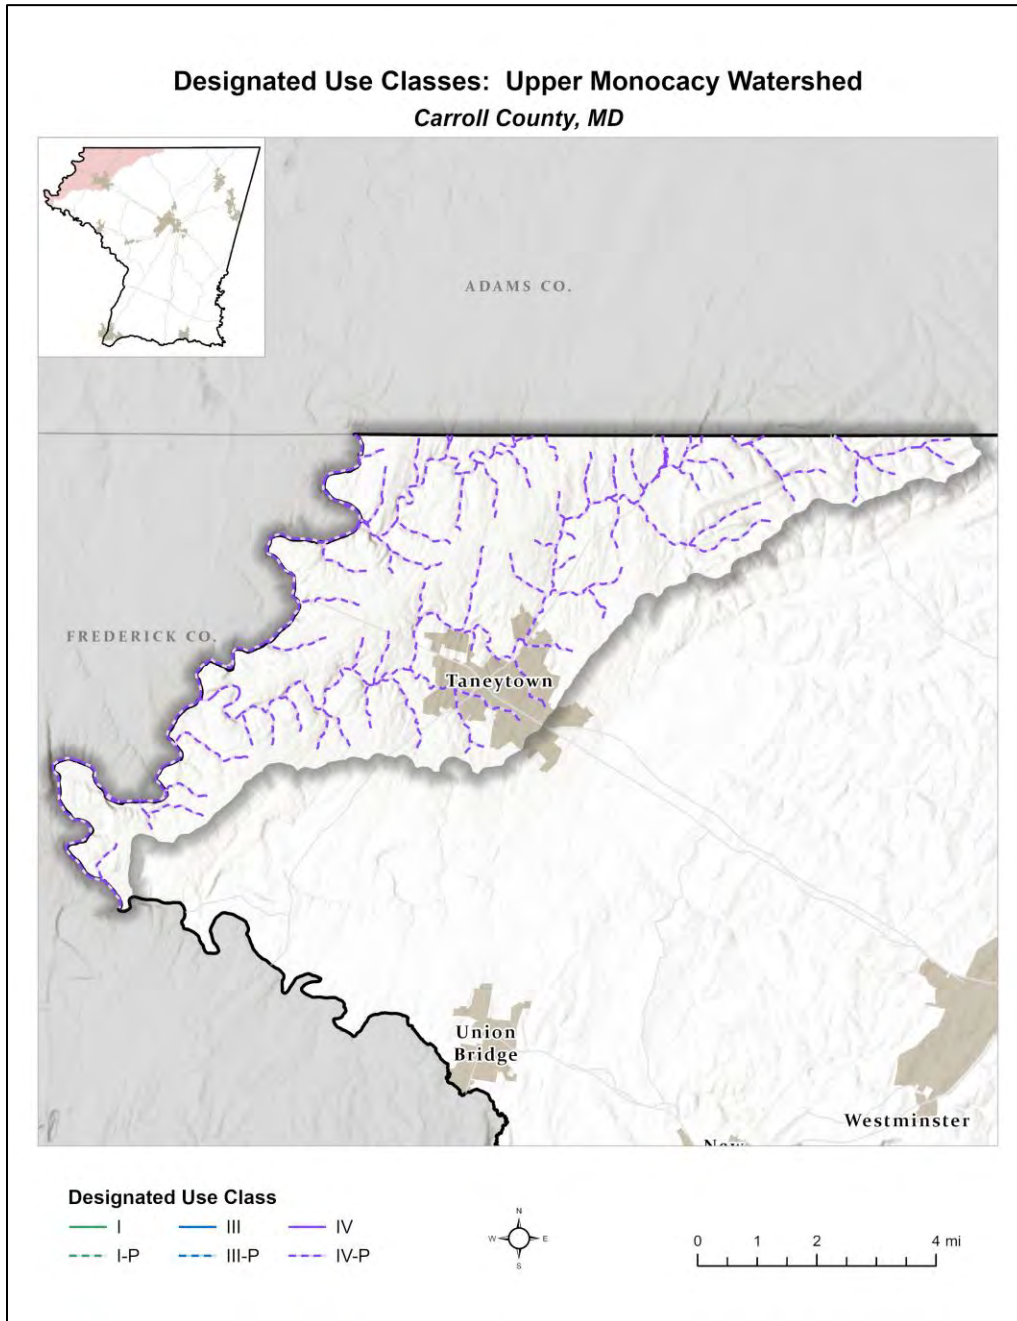 Designated Use Classes: Upper Monocacy Watershed
Carroll County, MD
ADAMS CO.
FREDERICK CO.
Taneytown
Union
Bridge
Westminster
Designated Use Class
I III IV
I-P III-P IV-P
N
W E
S
0 1 2 4 mi